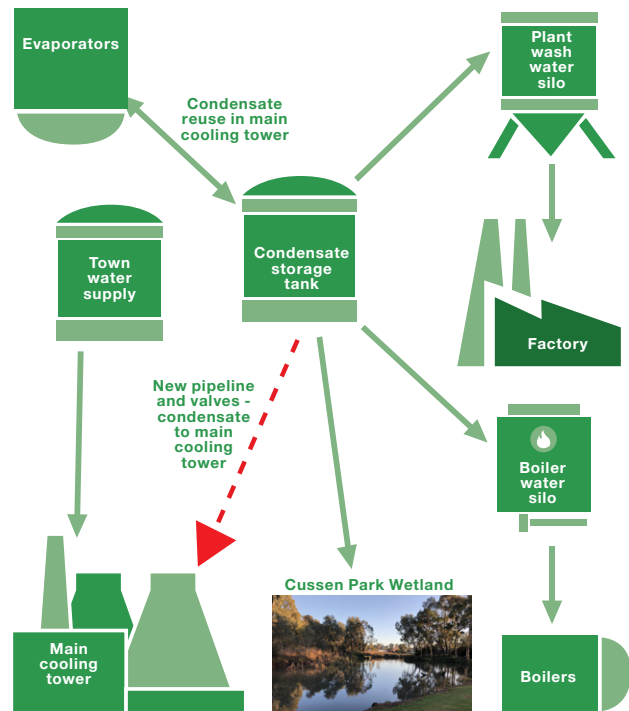 Evaporators
Condensate
reuse in main
cooling tower
Plant
wash
water
silo
Town
water
supply
Condensate
storage
tank
Factory
New pipeline
and valves -
condensate
to main
cooling
tower
Boiler
water
silo
Cussen Park Wetland
Main
cooling
tower
Boilers